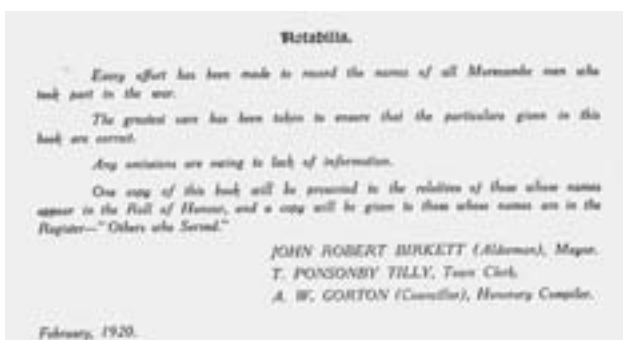 Notabilia.
Every effort has been made to record the names of all Morecambe men who
took part in the war.
The greatest care has been taken to ensure that the particulars given in this
book are correct.
Any omissions are owing to lack of information.
One copy of this book will be presented to the relatives of those whose names
appear in the Roll of Honour, and a copy will be given to those whose names are in the
Register—"Others who Served."
JOHN ROBERT BIRKETT (Alderman), Mayor.
T. PONSONBY TILLY, Town Clerk.
A. W. GORTON (Councillor), Honorary Compiler.
February, 1920.